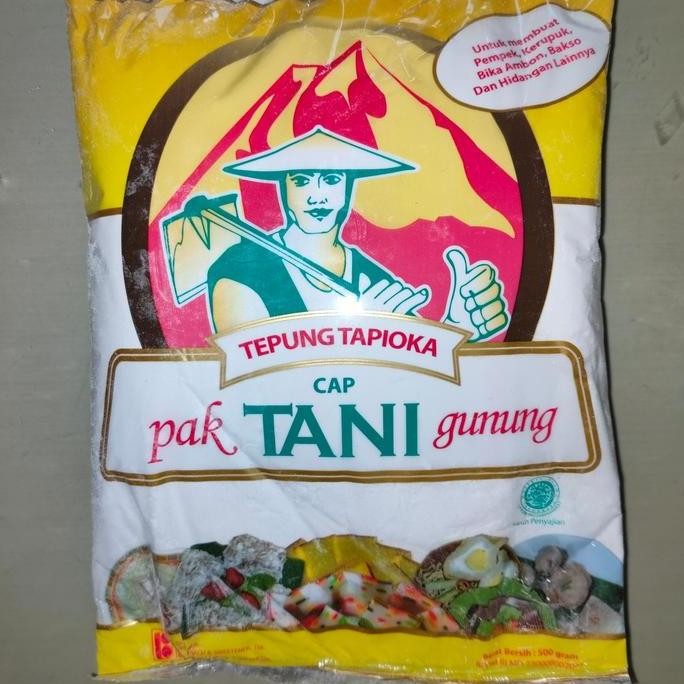 Untuk membuat
Pempek, Kerupuk,
Bika Ambon, Bakso
Dan Hidangan Lainnya
TEPUNG TAPIOKA
CAP
pak TANI gunung
Penyajian
Berat Bersih : 500 gram